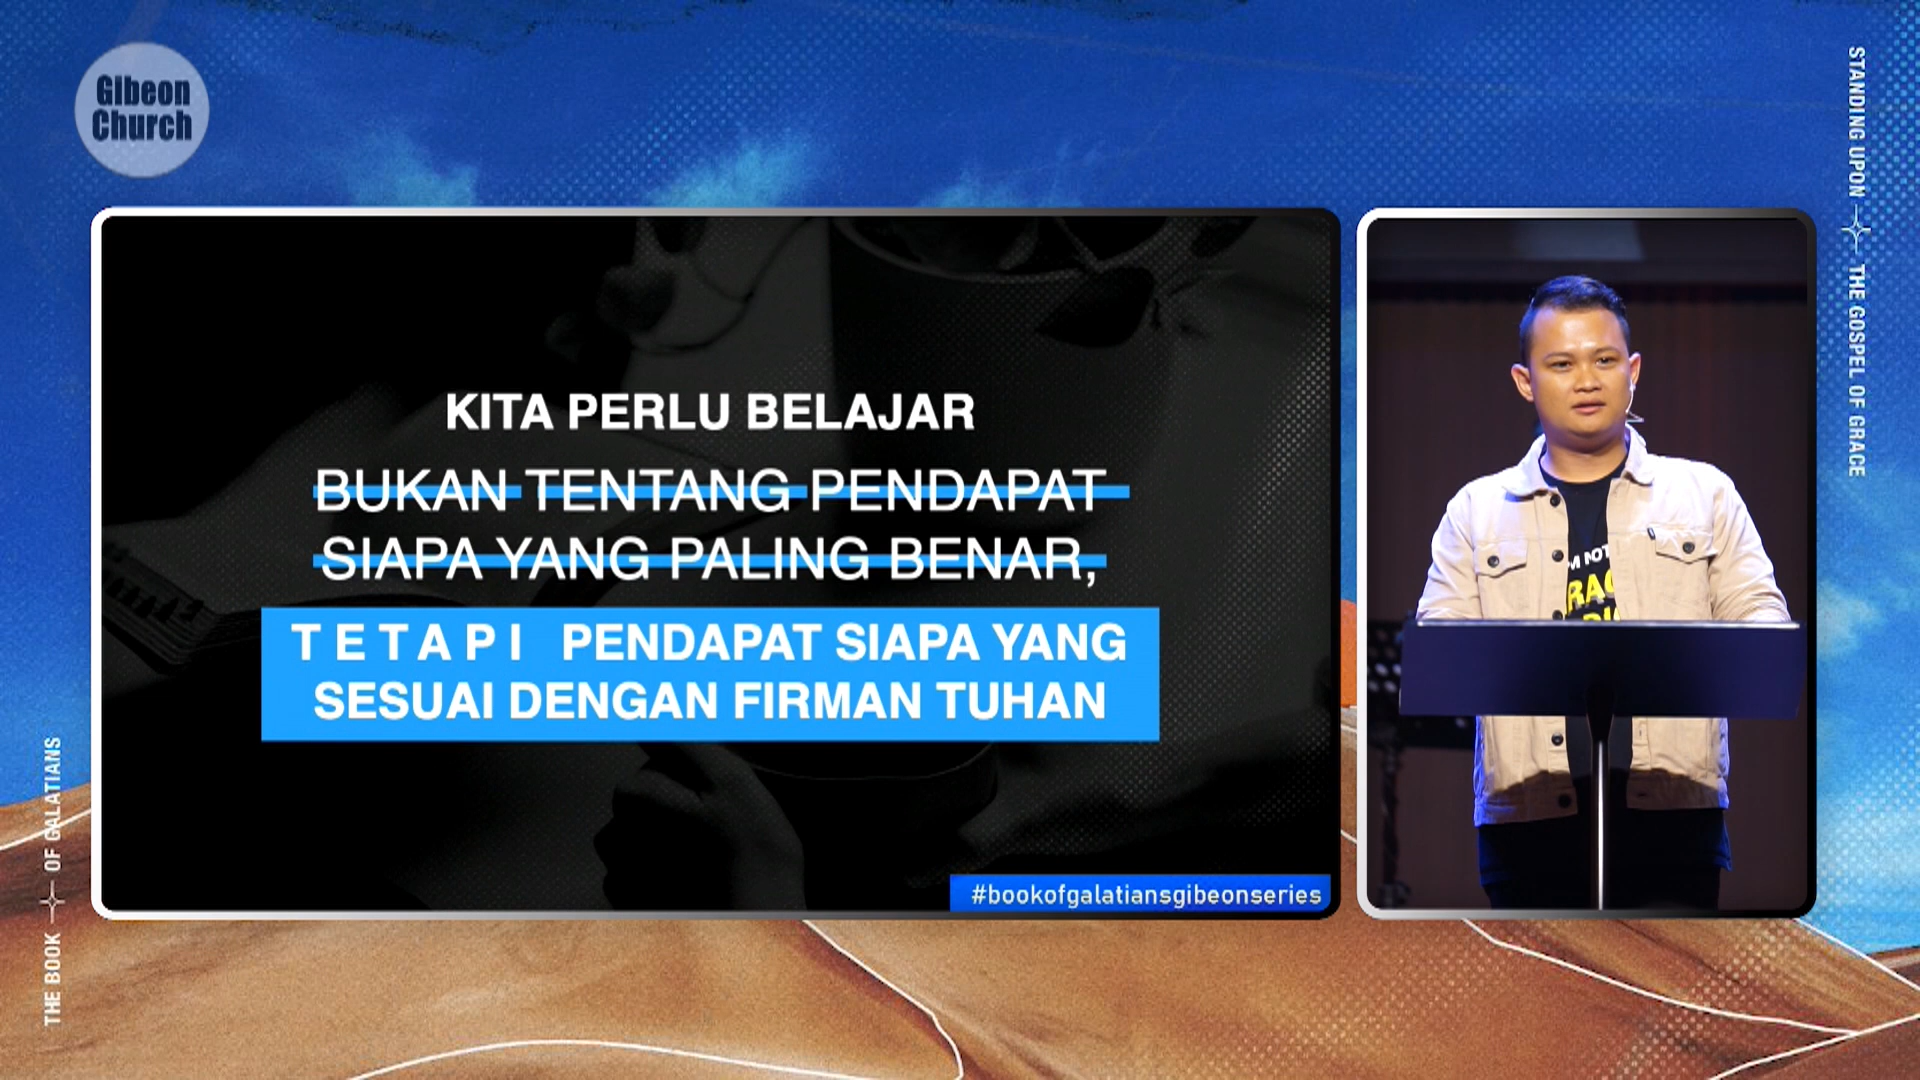 Gibeon
Church
STANDING UPON THE GOSPEL OF GRACE
KITA PERLU BELAJAR
BUKAN TENTANG PENDAPAT
SIAPA YANG PALING BENAR,
TETAPI PENDAPAT SIAPA YANG
SESUAI DENGAN FIRMAN TUHAN
#bookofgalatiansgibeonseries
THE BOOK OF GALATIANS